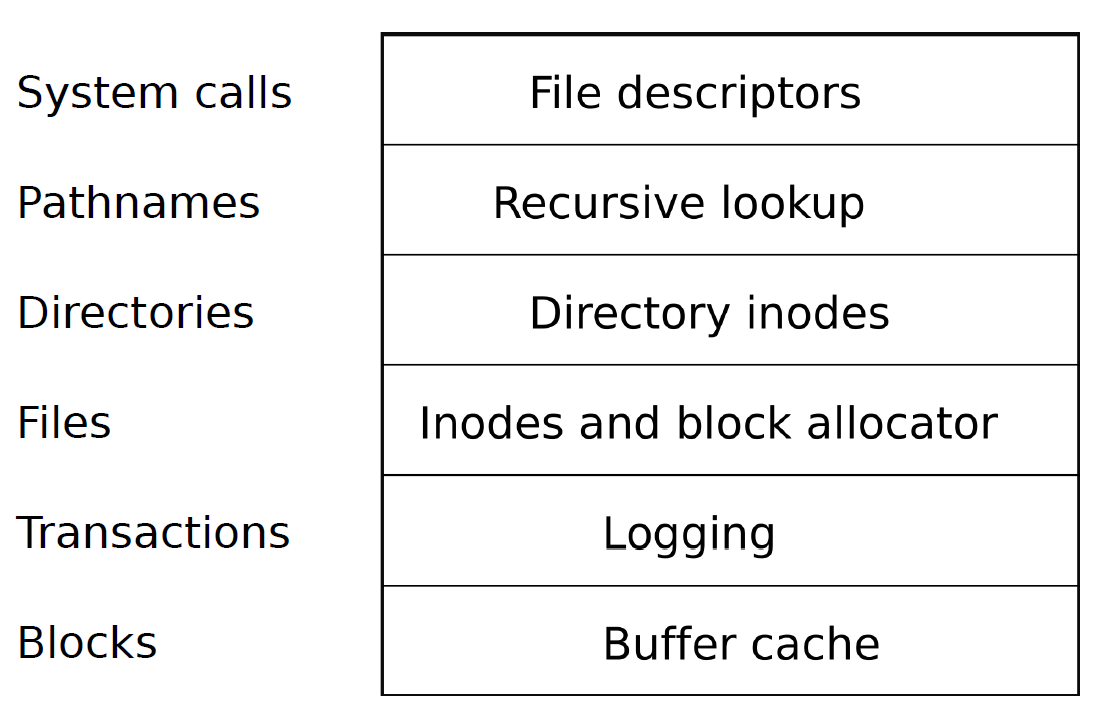 System calls File descriptors
Pathnames Recursive lookup
Directories Directory inodes
Files Inodes and block allocator
Transactions Logging
Blocks Buffer cache